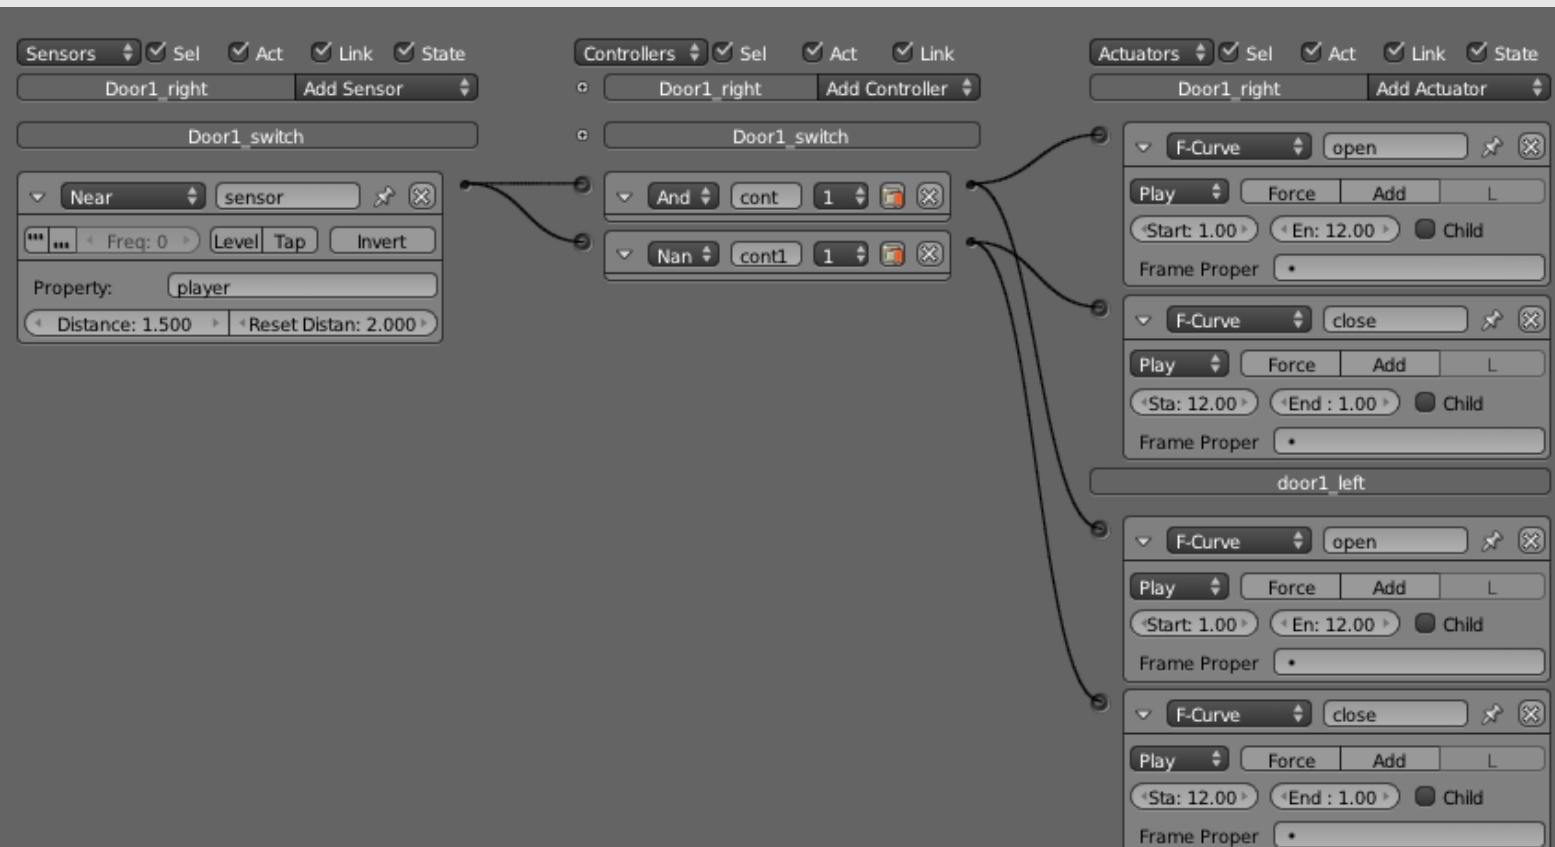 Sensors Sel Act Link State
Controllers Sel Act Link
Actuators Sel Act Link State
Door1_right Add Sensor
Door1_right Add Controller
Door1_right Add Actuator
Door1_switch
Door1_switch
Near sensor
Freq: 0 Level Tap Invert
Property: player
Distance: 1.500 Reset Distan: 2.000
And cont 1
Nan cont1 1
F-Curve open
Play Force Add L
Start: 1.00 En: 12.00 Child
Frame Proper
F-Curve close
Play Force Add L
Sta: 12.00 End : 1.00 Child
Frame Proper
door1_left
F-Curve open
Play Force Add L
Start: 1.00 En: 12.00 Child
Frame Proper
F-Curve close
Play Force Add L
Sta: 12.00 End : 1.00 Child
Frame Proper